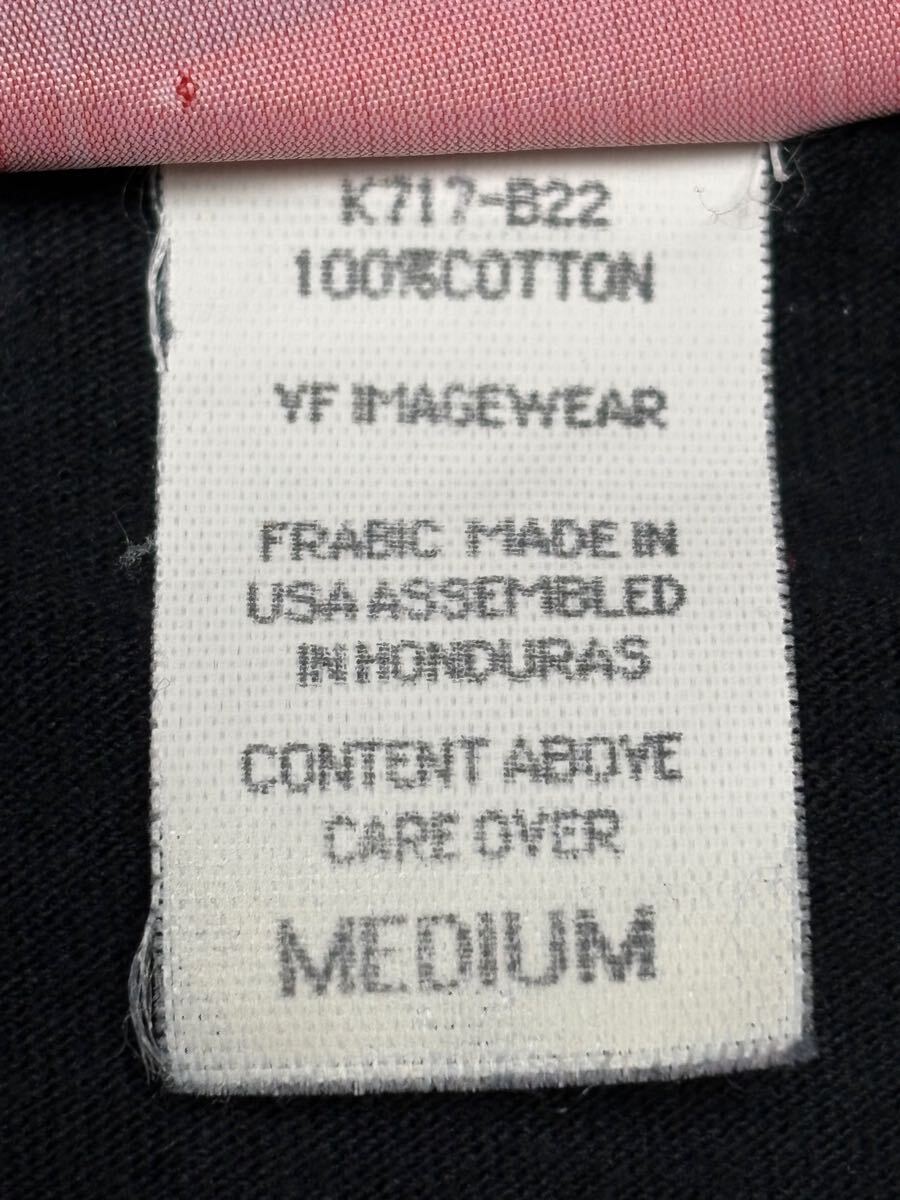 K717-B22
100%COTTON
VF IMAGEWEAR
FRABIC MADE IN
USA ASSEMBLED
IN HONDURAS
CONTENT ABOVE
CARE OVER
MEDIUM